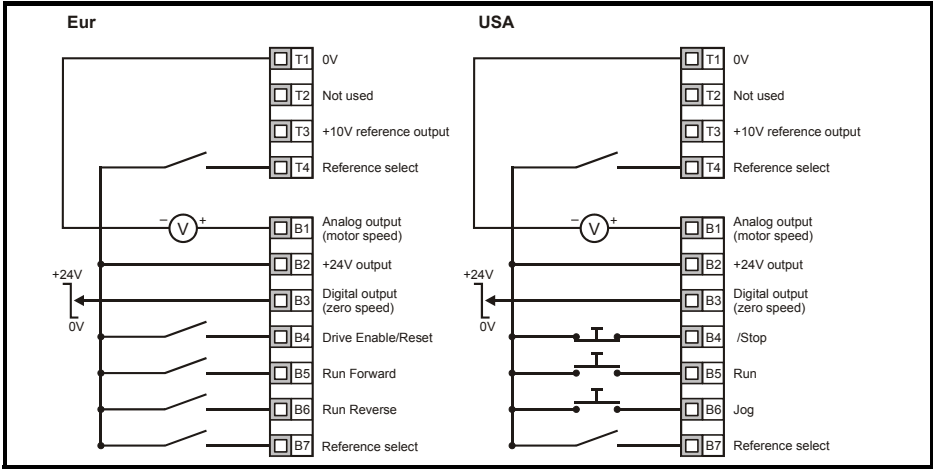 Eur
T1 0V
T2 Not used
T3 +10V reference output
T4 Reference select
– V +
B1 Analog output
(motor speed)
B2 +24V output
+24V
0V
B3 Digital output
(zero speed)
B4 Drive Enable/Reset
B5 Run Forward
B6 Run Reverse
B7 Reference select
USA
T1 0V
T2 Not used
T3 +10V reference output
T4 Reference select
– V +
B1 Analog output
(motor speed)
B2 +24V output
+24V
0V
B3 Digital output
(zero speed)
B4 /Stop
B5 Run
B6 Jog
B7 Reference select